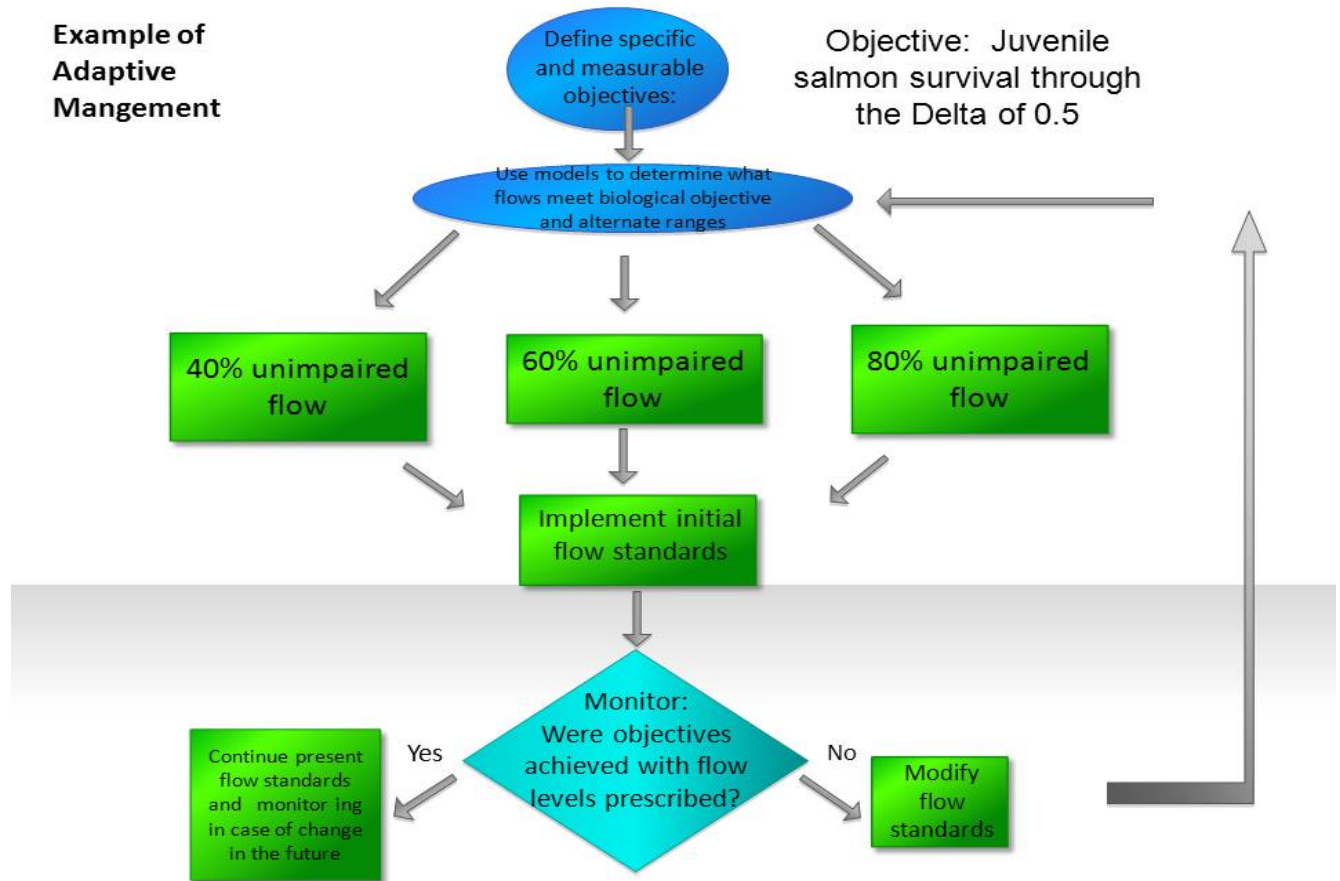 Example of
Adaptive
Mangement
Define specific
and measurable
objectives:
Objective: Juvenile
salmon survival through
the Delta of 0.5
Use models to determine what
flows meet biological objective
and alternate ranges
40% unimpaired
flow
60% unimpaired
flow
80% unimpaired
flow
Implement initial
flow standards
Monitor:
Were objectives
achieved with flow
levels prescribed?
Yes
No
Continue present
flow standards
and monitor ing
in case of change
in the future
Modify
flow
standards